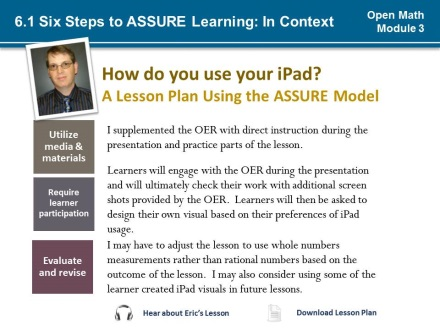 6.1 Six Steps to ASSURE Learning: In Context
Open Math
Module 3
How do you use your iPad?
A Lesson Plan Using the ASSURE Model
Utilize
media &
materials
I supplemented the OER with direct instruction during the
presentation and practice parts of the lesson.
Require
learner
participation
Learners will engage with the OER during the presentation
and will ultimately check their work with additional screen
shots provided by the OER.  Learners will then be asked to
design their own visual based on their preferences of iPad
usage.
Evaluate
and revise
I may have to adjust the lesson to use whole numbers
measurements rather than rational numbers based on the
outcome of the lesson.  I may also consider using some of the
learner created iPad visuals in future lessons.
Hear about Eric's Lesson
Download Lesson Plan